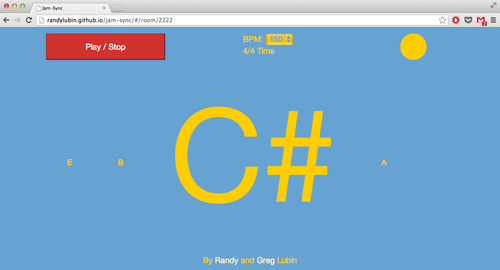 Jam-Sync
randylubin.github.io/jam-sync/#/room/2222
Play / Stop
BPM: 150
4/4 Time
E B C# A
By Randy and Greg Lubin